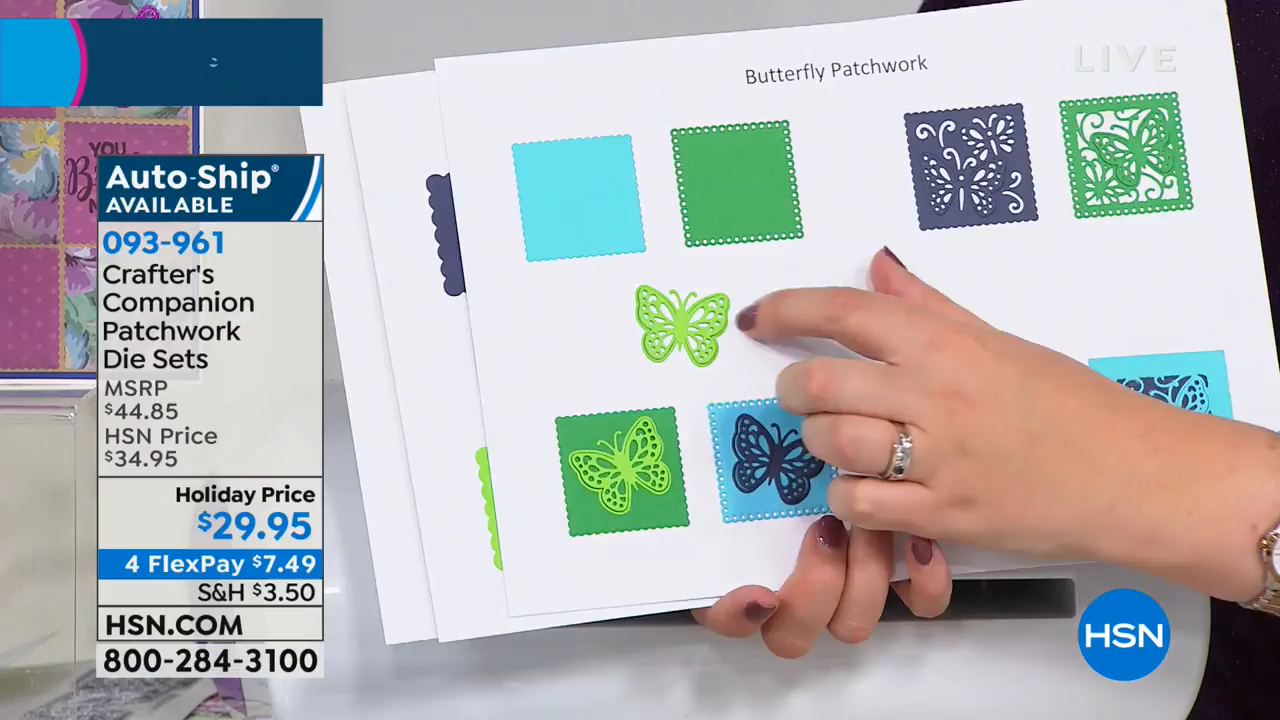 Butterfly Patchwork
LIVE
YOU
Auto-Ship®
AVAILABLE
093-961
Crafter's
Companion
Patchwork
Die Sets
MSRP
$44.85
HSN Price
$34.95
Holiday Price
$29.95
4 FlexPay $7.49
S&H $3.50
HSN.COM
800-284-3100
HSN